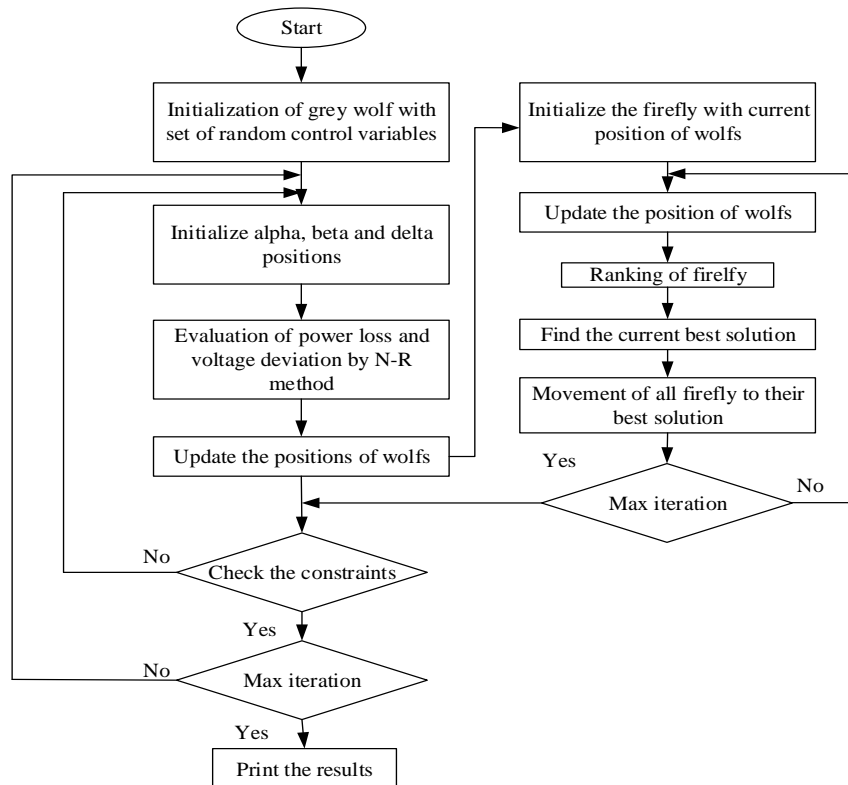 Start
Initialization of grey wolf with
set of random control variables
Initialize alpha, beta and delta
positions
Evaluation of power loss and
voltage deviation by N-R
method
Update the positions of wolfs
No
Check the constraints
Yes
No
Max iteration
Yes
Print the results
Initialize the firefly with current
position of wolfs
Update the position of wolfs
Ranking of firelfy
Find the current best solution
Movement of all firefly to their
best solution
Yes
Max iteration
No